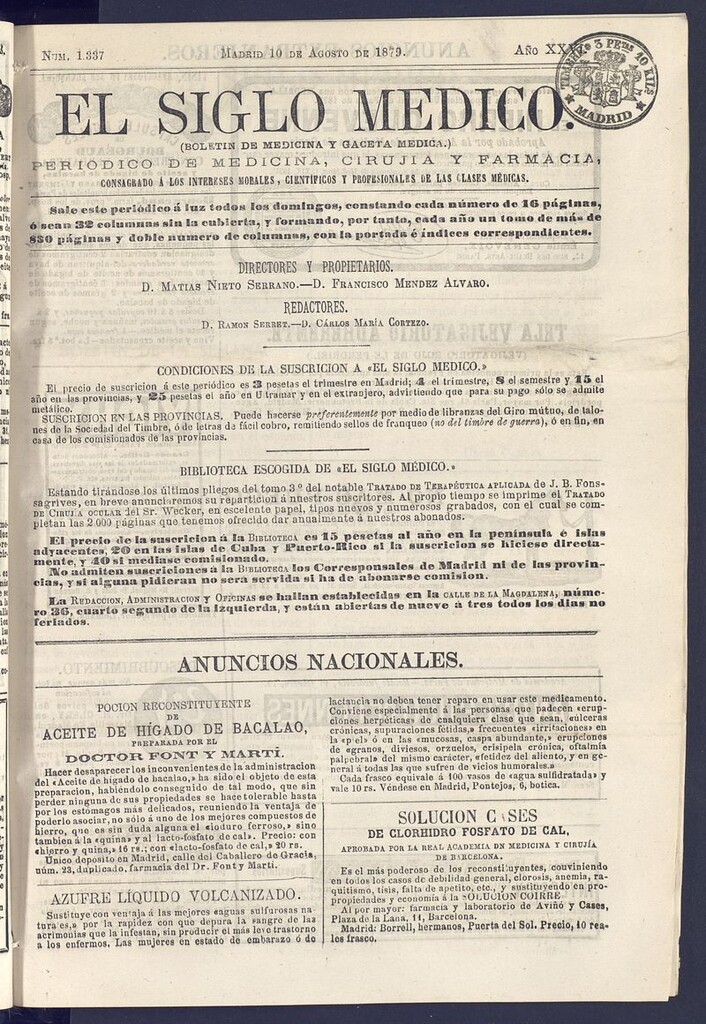 NUM. 1.337
MADRID 10 DE AGOSTO DE 1879.
AÑO
TIMBRE 3 PETAS 10 KILS
MADRID
EL SIGLO MEDICO.
(BOLETIN DE MEDICINA Y GACETA MEDICA.)
PERIODICO DE MEDICINA, CIRUJIA Y FARMACIA,
CONSAGRADO Á LOS INTERESES MORALES, CIENTÍFICOS Y PROFESIONALES DE LAS CLASES MÉDICAS.
Sale este periódico á luz todos los domingos, constando cada número de 16 páginas,
ó sean 32 columnas sin la cubierta, y formando, por tanto, cada año un tomo de más de
830 páginas y doble numero de columnas, con la portada é índices correspondientes.
DIRECTORES Y PROPIETARIOS.
D. MATIAS NIETO SERRANO.—D. FRANCISCO MENDEZ ALVARO.
REDACTORES.
D. RAMON SERRET.—D. CÁRLOS MARÍA CORTEZO.
CONDICIONES DE LA SUSCRICION A «EL SIGLO MEDICO.»
El precio de suscricion á este periódico es 3 pesetas el trimestre en Madrid; 4 el trimestre, 8 el semestre y 15 el
año en las provincias, y 25 pesetas el año en U tramar y en el extranjero, advirtiendo que para su pago sólo se admite
metálico.
SUSCRICION EN LAS PROVINCIAS. Puede hacerse preferentemente por medio de libranzas del Giro mútuo, de talo-
nes de la Sociedad del Timbre, ó de letras de fácil cobro, remitiendo sellos de franqueo (no del timbre de guerra), ó en fin, en
casa de los comisionados de las provincias.
BIBLIOTECA ESCOGIDA DE «EL SIGLO MÉDICO.»
Estando tirándose los últimos pliegos del tomo 3.º del notable TRATADO DE TERAPÉUTICA APLICADA de J. B. Fons-
sagrives, en breve anunciaremos su reparticion á nuestros suscritores. Al propio tiempo se imprime el TRATADO
DE CIRUJÍA OCULAR del Sr. Wecker, en escelente papel, tipos nuevos y numerosos grabados, con el cual se com-
pletan las 2.000 páginas que tenemos ofrecido dar anualmente á nuestros abonados.
El precio de la suscricion á la BIBLIOTECA es 15 pesetas al año en la península é islas
adyacentes, 20 en las islas de Cuba y Puerto-Rico si la suscricion se hiciese directa-
mente, y 40 si mediase comisionado.
No admiten suscriciones á la BIBLIOTECA los Corresponsales de Madrid ni de las provin-
cias, y si alguna pidieran no sera servida si ha de abonarse comision.
La REDACCION, ADMINISTRACION Y OFICINAS se hallan establecidas en la CALLE DE LA MAGDALENA, núme-
ro 36, cuarto segundo de la izquierda, y están abiertas de nueve á tres todos los dias no
feriados.
ANUNCIOS NACIONALES.
POCION RECONSTITUYENTE
DE
ACEITE DE HÍGADO DE BACALAO,
PREPARADA POR EL
DOCTOR FONT Y MARTÍ.
Hacer desaparecer los inconvenientes de la administracion
del «Aceite de hígado de bacalao,» ha sido el objeto de esta
preparacion, habiéndolo conseguido de tal modo, que sin
perder ninguna de sus propiedades se hace tolerable hasta
por los estómagos más delicados, reuniendo la ventaja de
poderlo asociar, no sólo á uno de los mejores compuestos de
hierro, que es sin duda alguna el «ioduro ferroso,» sino
tambien á la «quina» y al lacto-fosfato de cal». Precio: con
«hierro y quina,» 16 rs.; con «lacto-fosfato de cal,» 20 rs.
Unico deposito en Madrid, calle del Caballero de Gracia,
núm. 23, duplicado, farmacia del Dr. Font y Marti.
AZUFRE LÍQUIDO VOLCANIZADO.
Sustituye con ventaja á las mejores «aguas sulfurosas na
tura'es,» por la rapidez con que depura la sangre de las
acrimonias que la infestan, sin producir el más leve trastorno
a los enfermos. Las mujeres en estado de embarazo ó de
lactancia no deben tener reparo en usar este medicamento.
Conviene especialmente á las personas que padecen «erup-
ciones herpéticas» de cualquiera clase que sean, «úlceras
crónicas, supuraciones fétidas,» frecuentes «irritaciones» en
la «piel» ó en las «mucosas, caspa abundante,» erupciones
de «granos, diviesos, orzuelos, erisipela crónica, oftalmía
palpebral» del mismo carácter, «fetidez del aliento, y en ge-
neral á todas las que sufren de vicios humorales.»
Cada frasco equivale á 100 vasos de «agua sulfidratada» y
vale 10 rs. Véndese en Madrid, Pontejos, 6, botica.
SOLUCION C SES
DE CLORHIDRO FOSFATO DE CAL,
APROBADA POR LA REAL ACADEMIA DN MEDICINA Y CIRUJÍA
DE BARCELONA.
Es el más poderoso de los reconstituyentes, conviniendo
en todos los casos de debilidad general, clorosis, anemia, ra-
quitismo, tisis, falta de apetito, etc., y sustituyendo en pro-
propiedades y economía á la SOLUCION COIRRE
Al por mayor: farmacia y laboratorio de Aviñó y Cases,
Plaza de la Lana, 11, Barcelona.
Madrid: Borrell, hermanos, Puerta del Sol. Precio, 10 rea-
les frasco.